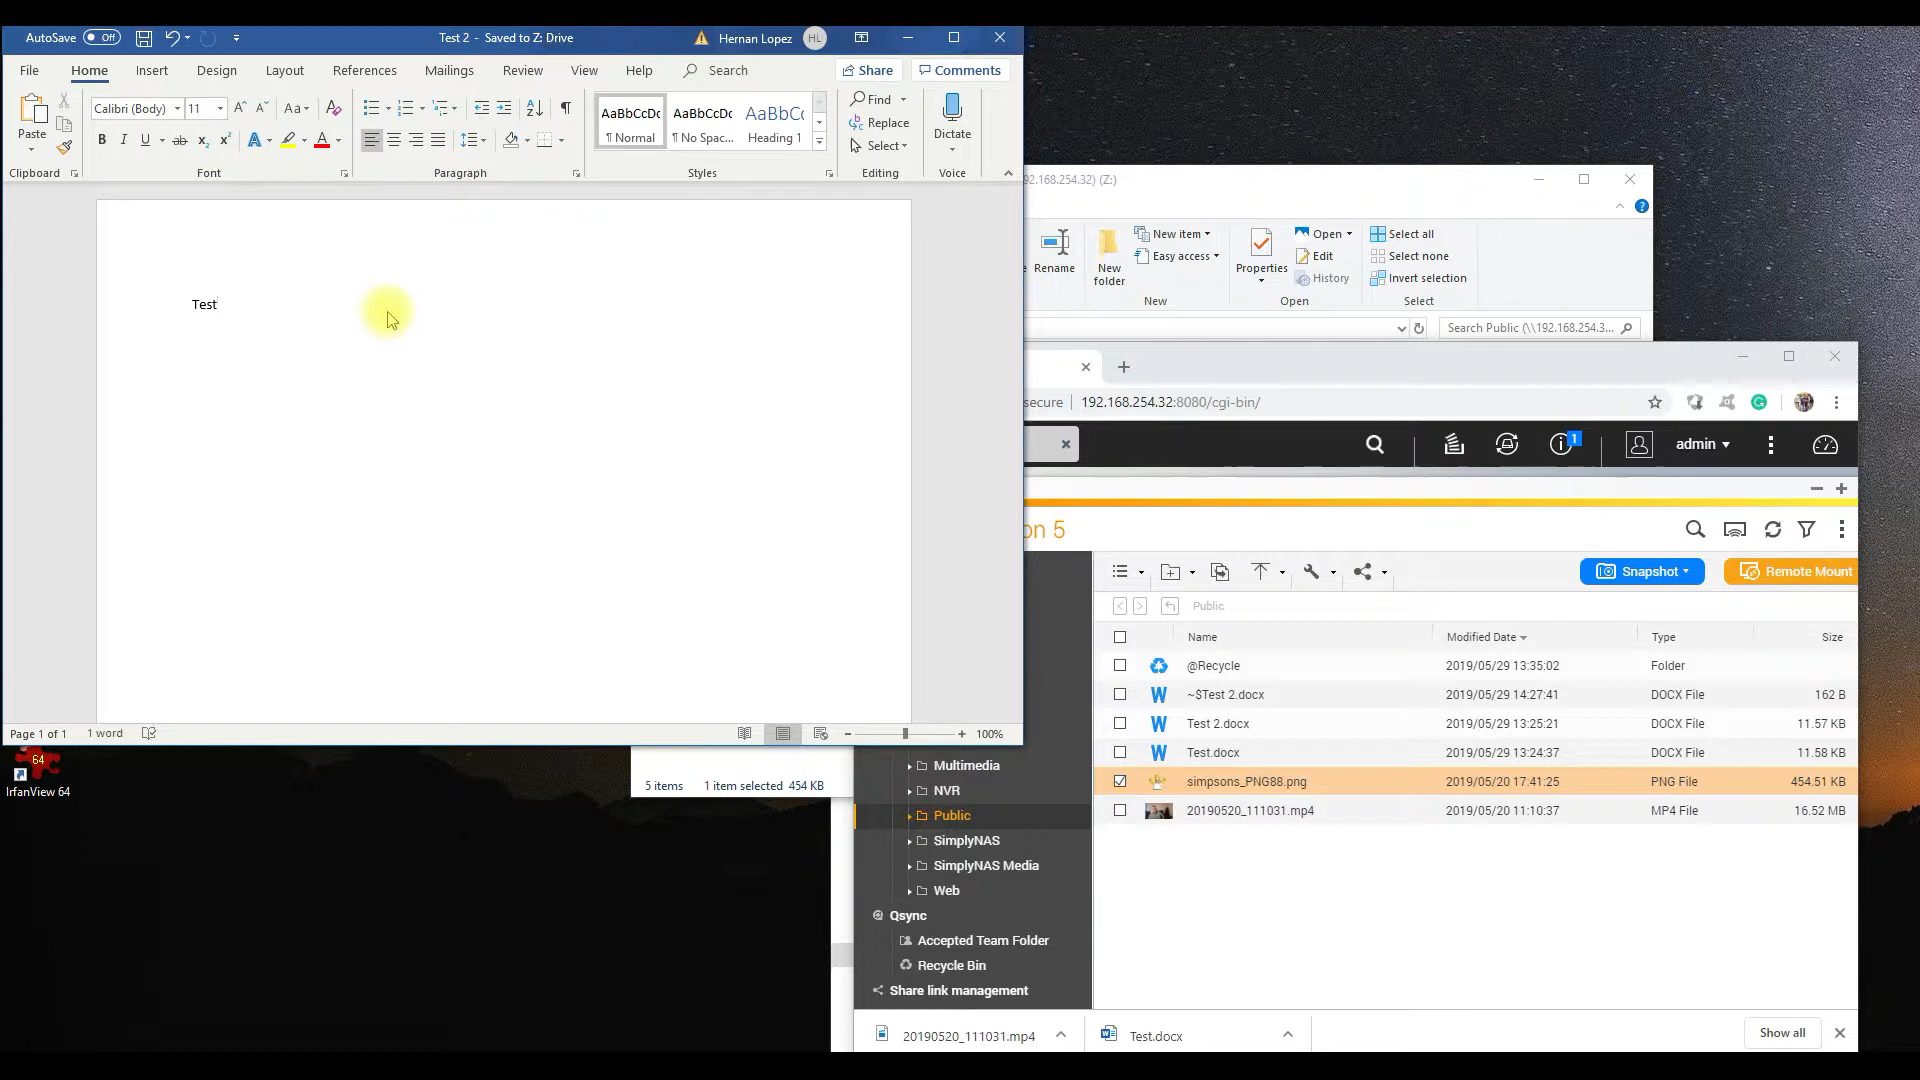 AutoSave Off Test 2 - Saved to Z: Drive Hernan Lopez HL
File Home Insert Design Layout References Mailings Review View Help Search Share Comments
Calibri (Body) 11 Aa AaBbCcDc AaBbCcDc AaBbCc Find
Paste Replace Dictate
B I U ab x2 x2 A A ¶ Normal ¶ No Spac... Heading 1 Select
Clipboard Font Paragraph Styles Editing Voice
Test
Page 1 of 1 1 word 100%
92.168.254.32) (Z:)
New item Open Select all
Rename New folder Easy access Properties Edit Select none
History Invert selection
New Open Select
Search Public (\\192.168.254.3...
secure 192.168.254.32:8080/cgi-bin/
1 admin
on 5
Snapshot Remote Mount
Public
Name Modified Date Type Size
@Recycle 2019/05/29 13:35:02 Folder
~$Test 2.docx 2019/05/29 14:27:41 DOCX File 162 B
Test 2.docx 2019/05/29 13:25:21 DOCX File 11.57 KB
Test.docx 2019/05/29 13:24:37 DOCX File 11.58 KB
simpsons_PNG88.png 2019/05/20 17:41:25 PNG File 454.51 KB
20190520_111031.mp4 2019/05/20 11:10:37 MP4 File 16.52 MB
Multimedia
NVR
Public
SimplyNAS
SimplyNAS Media
Web
Qsync
Accepted Team Folder
Recycle Bin
Share link management
64
IrfanView 64
5 items 1 item selected 454 KB
20190520_111031.mp4 Test.docx Show all